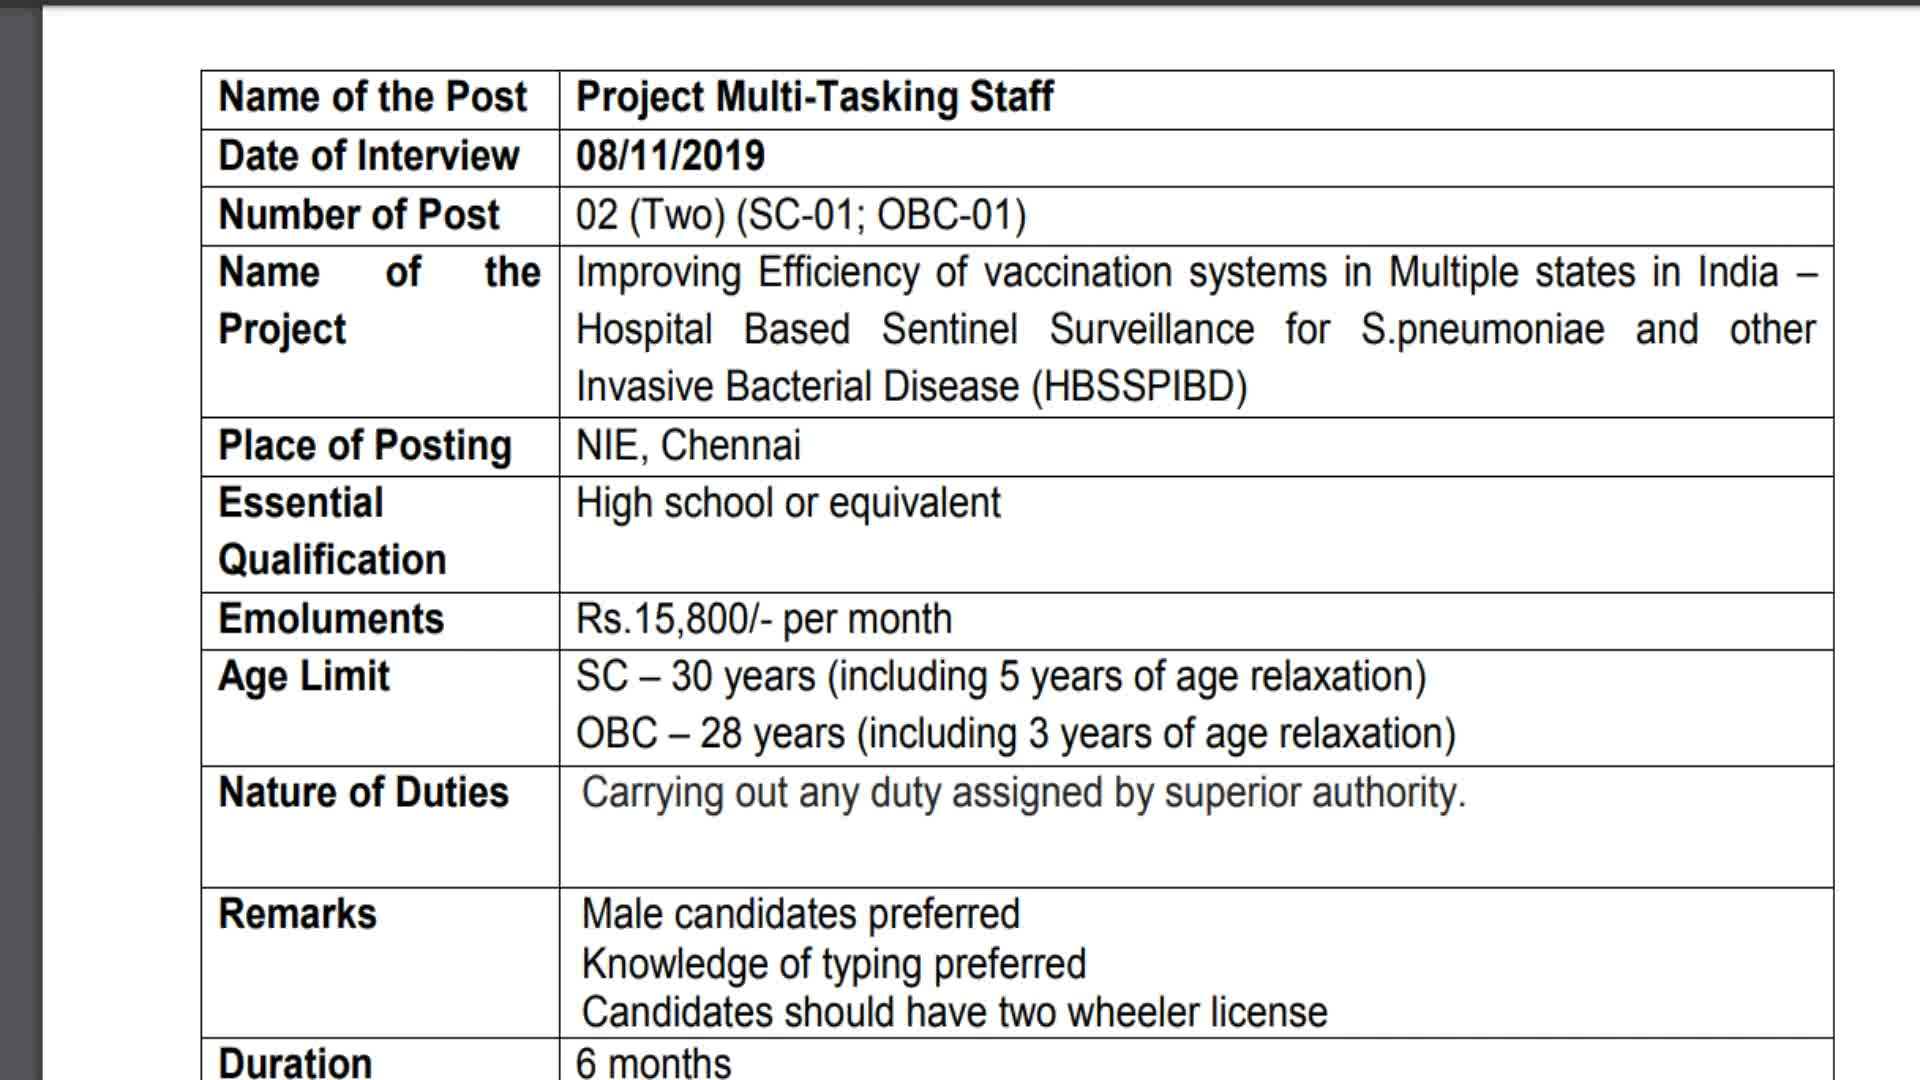 Name of the Post Project Multi-Tasking Staff
Date of Interview 08/11/2019
Number of Post 02 (Two) (SC-01; OBC-01)
Name of the Project
Improving Efficiency of vaccination systems in Multiple states in India –
Hospital Based Sentinel Surveillance for S.pneumoniae and other
Invasive Bacterial Disease (HBSSPIBD)
Place of Posting NIE, Chennai
Essential
Qualification
High school or equivalent
Emoluments Rs.15,800/- per month
Age Limit SC – 30 years (including 5 years of age relaxation)
OBC – 28 years (including 3 years of age relaxation)
Nature of Duties Carrying out any duty assigned by superior authority.
Remarks Male candidates preferred
Knowledge of typing preferred
Candidates should have two wheeler license
Duration 6 months